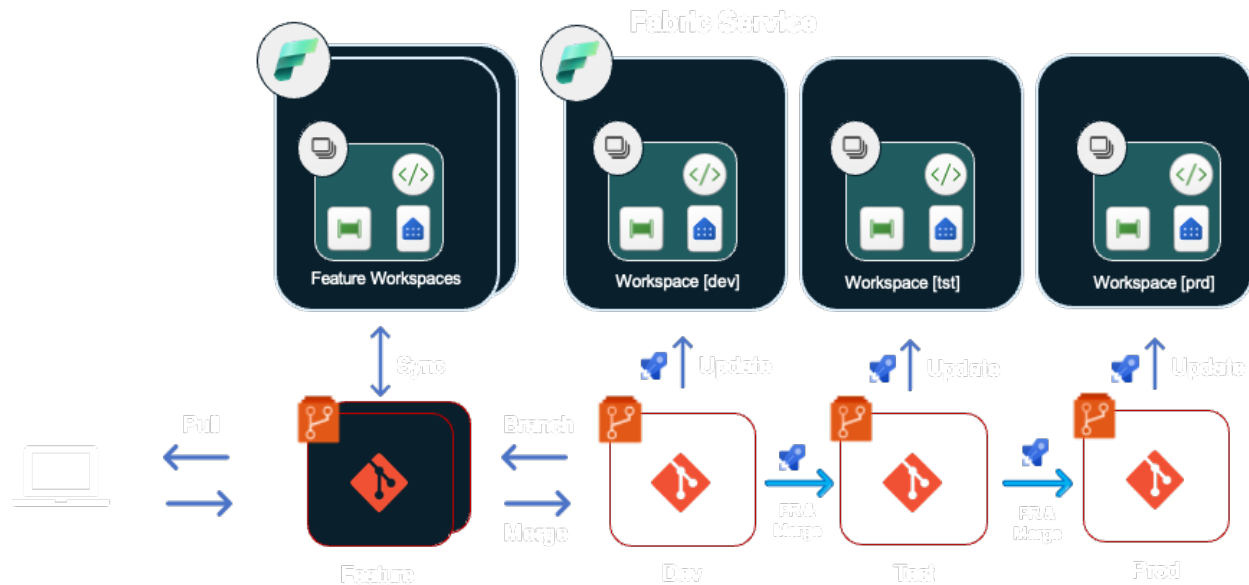 Fabric Service
Feature Workspaces
Workspace [dev]
Workspace [tst]
Workspace [prd]
Sync
Update
Update
Update
Pull
Branch
Merge
PR &
Merge
PR &
Merge
Feature
Dev
Test
Prod